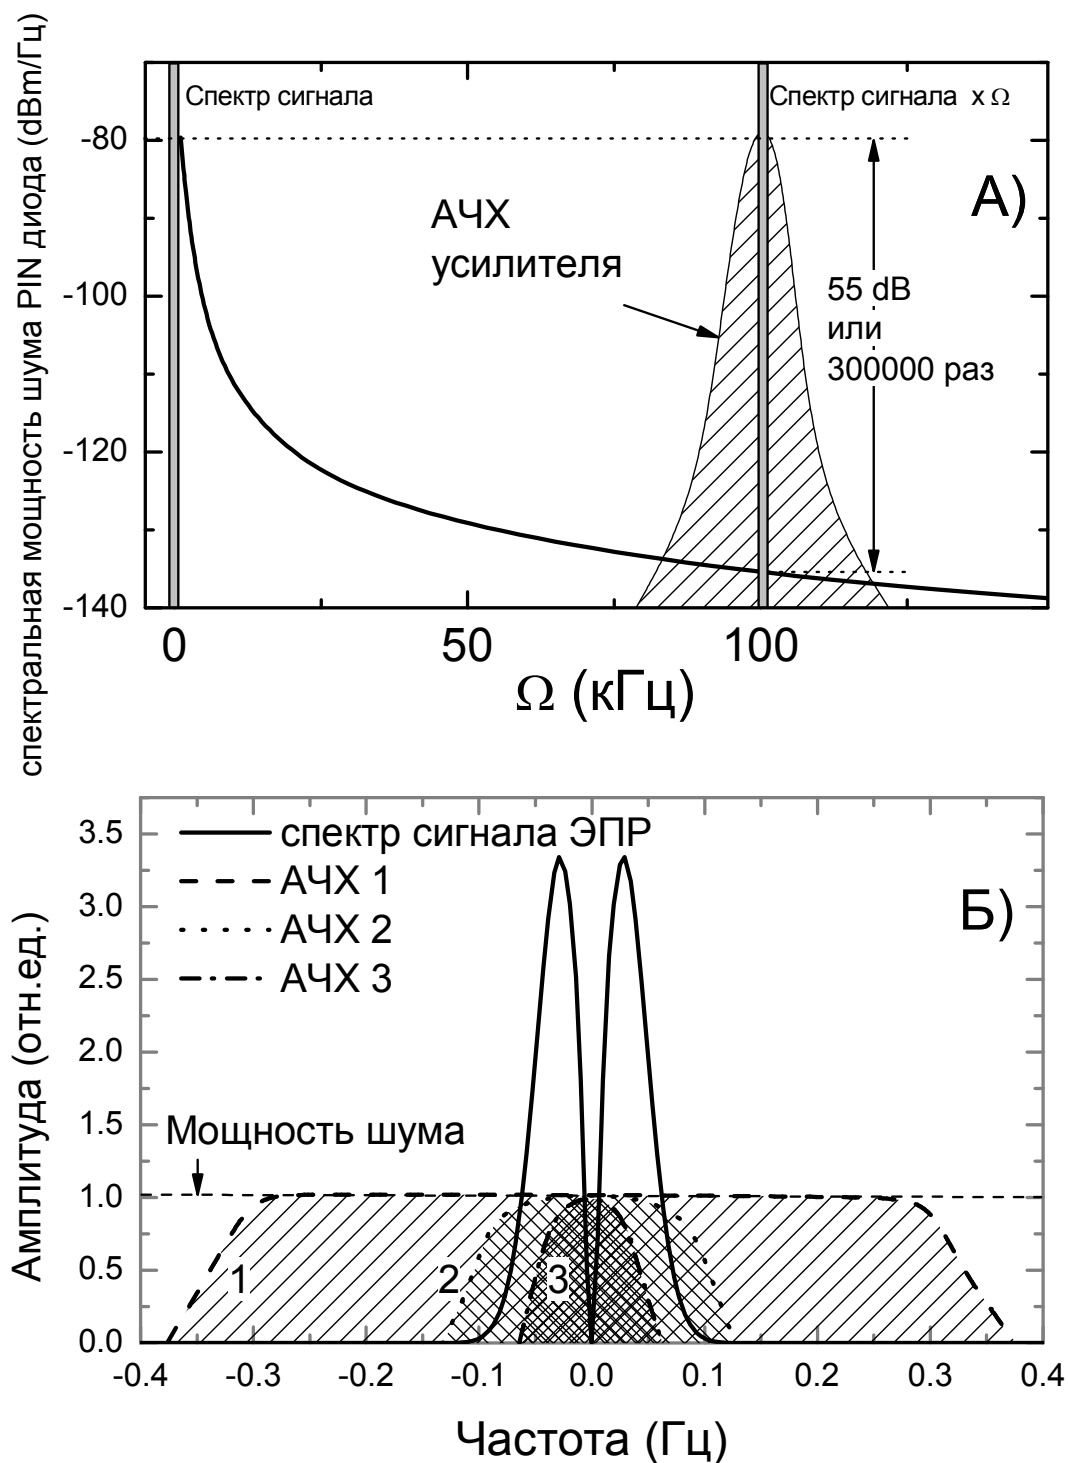 спектральная мощность шума PIN диода (dBm/Гц)
-80
-100
-120
-140
Спектр сигнала
Спектр сигнала x Ω
А)
АЧХ
усилителя
55 dB
или
300000 раз
0
50
100
Ω (кГц)
Амплитуда (отн.ед.)
3.5
3.0
2.5
2.0
1.5
1.0
0.5
0.0
спектр сигнала ЭПР
АЧХ 1
АЧХ 2
АЧХ 3
Б)
Мощность шума
1
2
3
-0.4
-0.3
-0.2
-0.1
0.0
0.1
0.2
0.3
0.4
Частота (Гц)